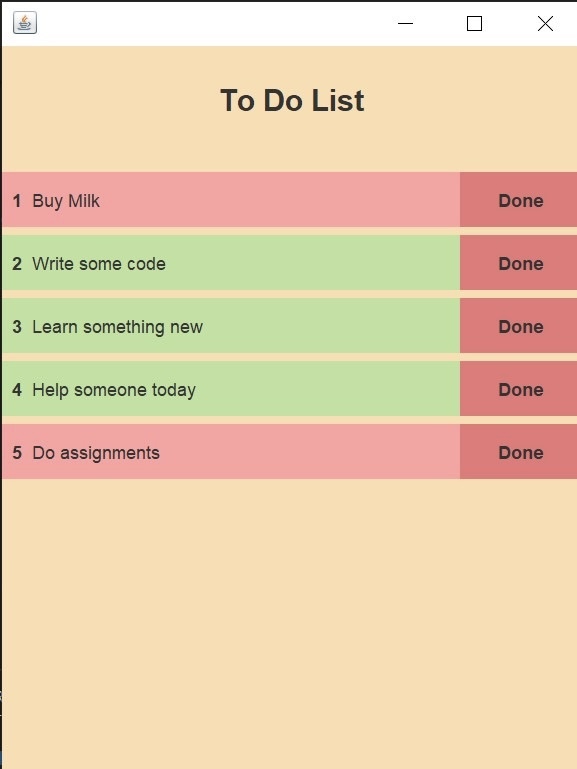 To Do List
1 Buy Milk Done
2 Write some code Done
3 Learn something new Done
4 Help someone today Done
5 Do assignments Done